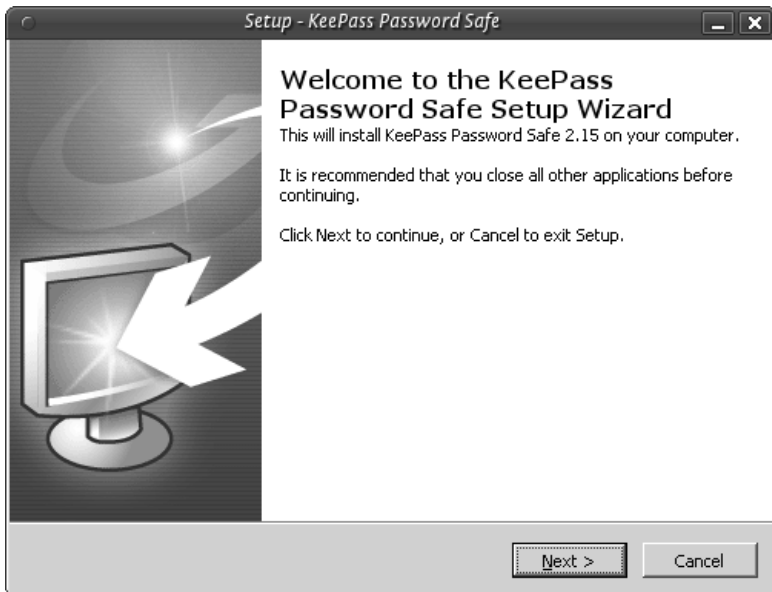 Setup - KeePass Password Safe
Welcome to the KeePass
Password Safe Setup Wizard
This will install KeePass Password Safe 2.15 on your computer.
It is recommended that you close all other applications before
continuing.
Click Next to continue, or Cancel to exit Setup.
Next >
Cancel